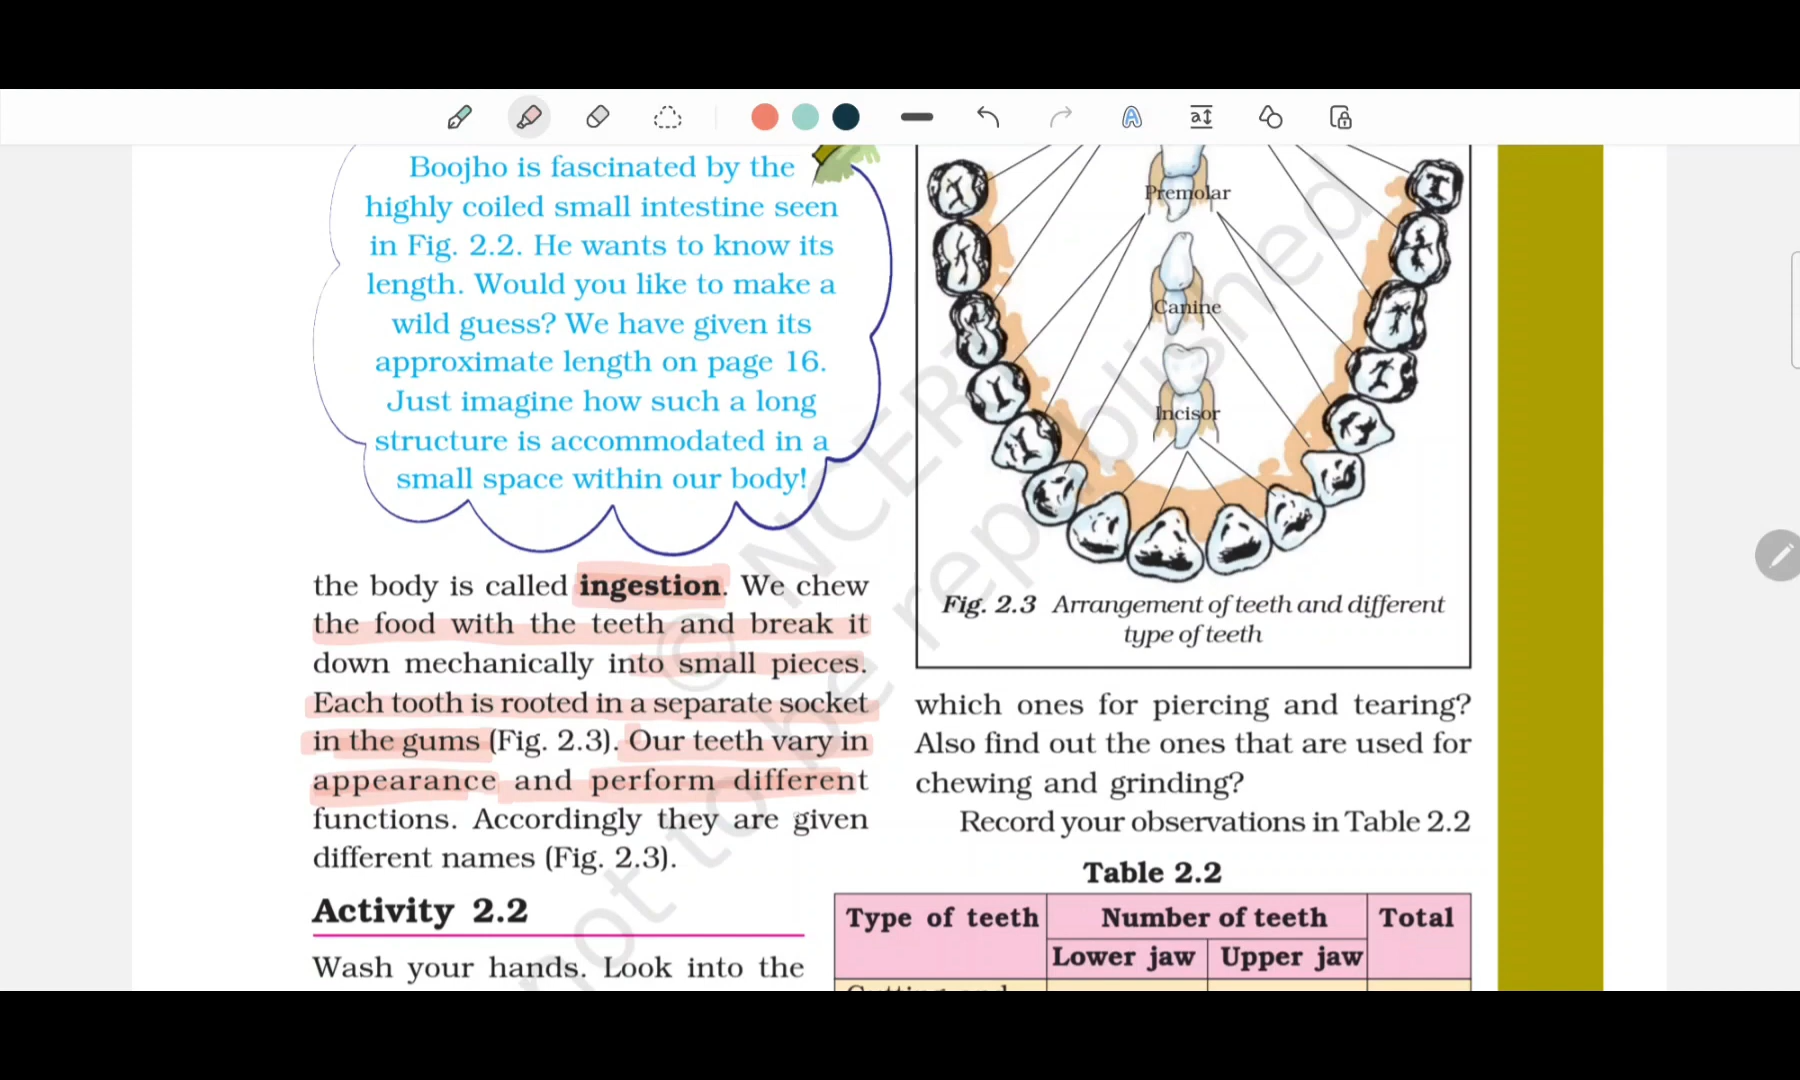 Boojho is fascinated by the
highly coiled small intestine seen
in Fig. 2.2. He wants to know its
length. Would you like to make a
wild guess? We have given its
approximate length on page 16.
Just imagine how such a long
structure is accommodated in a
small space within our body!
the body is called ingestion. We chew
the food with the teeth and break it
down mechanically into small pieces.
Each tooth is rooted in a separate socket
in the gums (Fig. 2.3). Our teeth vary in
appearance and perform different
functions. Accordingly they are given
different names (Fig. 2.3).
Activity 2.2
Wash your hands. Look into the
Premolar
Canine
Incisor
Fig. 2.3 Arrangement of teeth and different
type of teeth
which ones for piercing and tearing?
Also find out the ones that are used for
chewing and grinding?
Record your observations in Table 2.2
Table 2.2
Type of teeth Number of teeth Total
Lower jaw Upper jaw
© NCERT
not to be republished